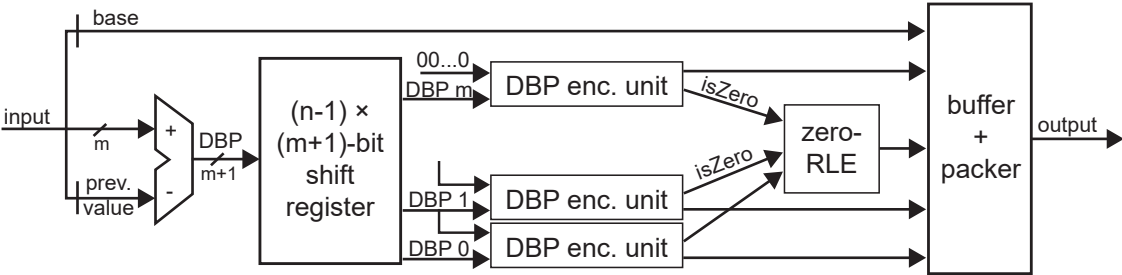 base
input
m
+
-
prev.
value
DBP
m+1
(n-1) ×
(m+1)-bit
shift
register
00...0
DBP m
DBP 1
DBP 0
DBP enc. unit
DBP enc. unit
DBP enc. unit
isZero
isZero
zero-
RLE
buffer
+
packer
output